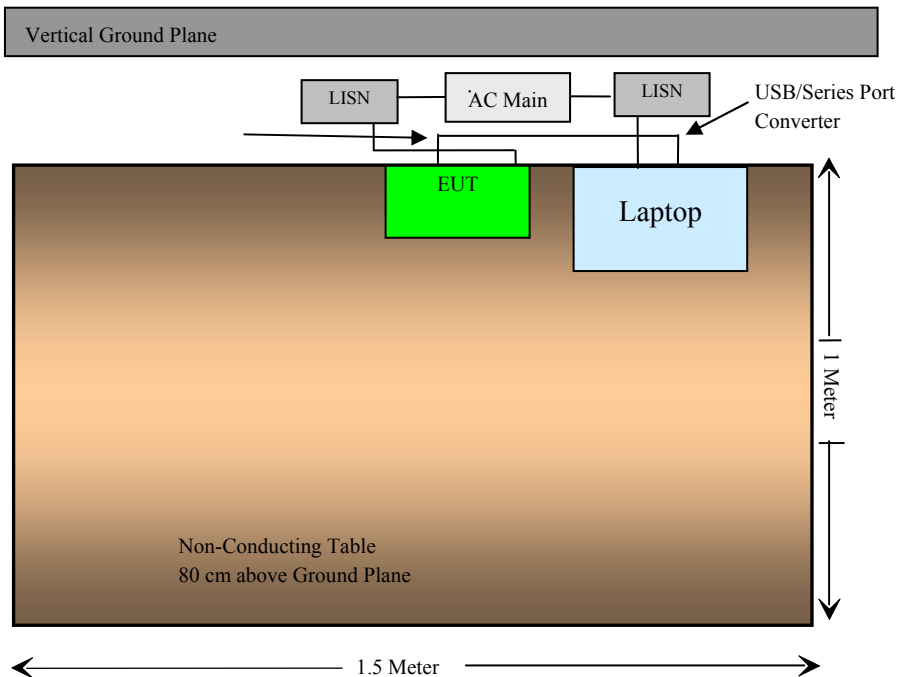 Vertical Ground Plane
LISN
AC Main
LISN
USB/Series Port
Converter
EUT
Laptop
1 Meter
Non-Conducting Table
80 cm above Ground Plane
1.5 Meter